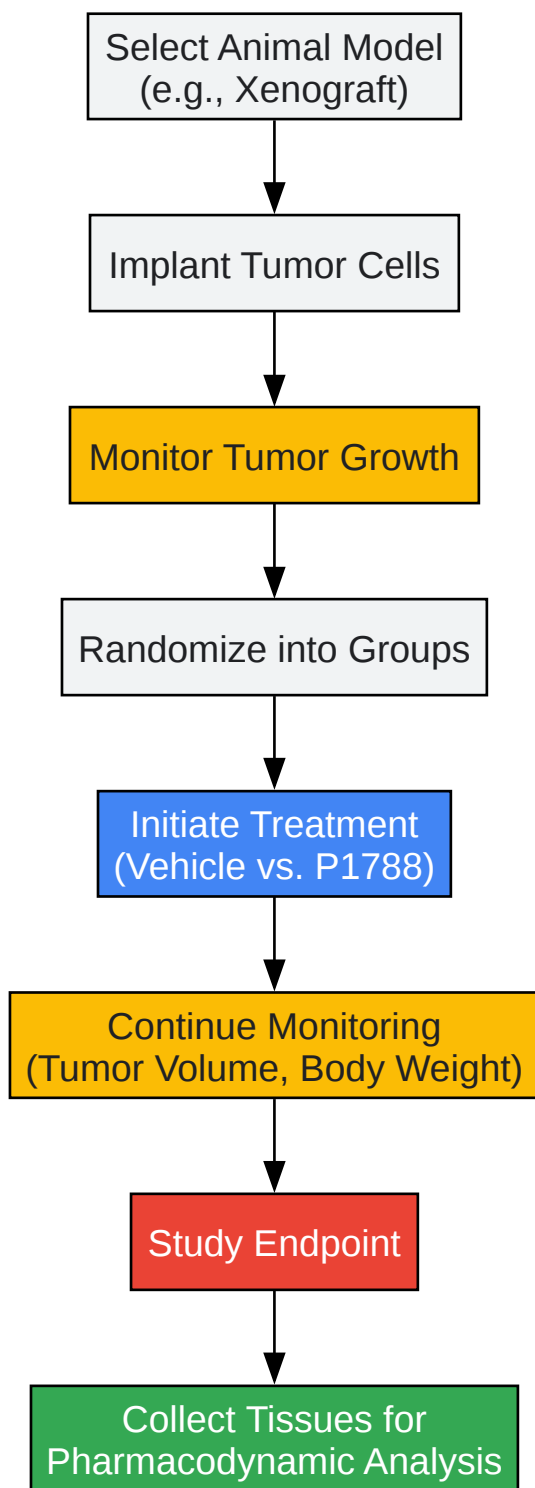 Select Animal Model
(e.g., Xenograft)
Implant Tumor Cells
Monitor Tumor Growth
Randomize into Groups
Initiate Treatment
(Vehicle vs. P1788)
Continue Monitoring
(Tumor Volume, Body Weight)
Study Endpoint
Collect Tissues for
Pharmacodynamic Analysis